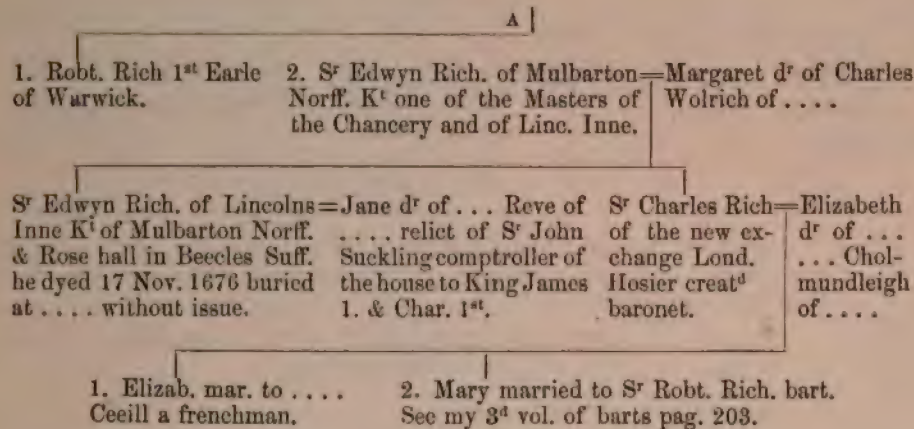 A
1. Robt. Rich 1st Earle
of Warwick.
2. Sr Edwyn Rich. of Mulbarton=Margaret dr of Charles
Norff. Kt one of the Masters of
the Chancery and of Linc. Inne.
Wolrich of . . . .
Sr Edwyn Rich. of Lincolns=Jane dr of . . . Reve of
Inne Kt of Mulbarton Norff.
& Rose hall in Beecles Suff.
he dyed 17 Nov. 1676 buried
at . . . . without issue.
. . . . relict of Sr John
Suckling comptroller of
the house to King James
1. & Char. 1st.
Sr Charles Rich=Elizabeth
of the new ex-
change Lond.
Hosier creatd
baronet.
dr of . . .
. . . Chol-
mundleigh
of . . . .
1. Elizab. mar. to . . . .
Ceeill a frenchman.
2. Mary married to Sr Robt. Rich. bart.
See my 3d vol. of barts pag. 203.